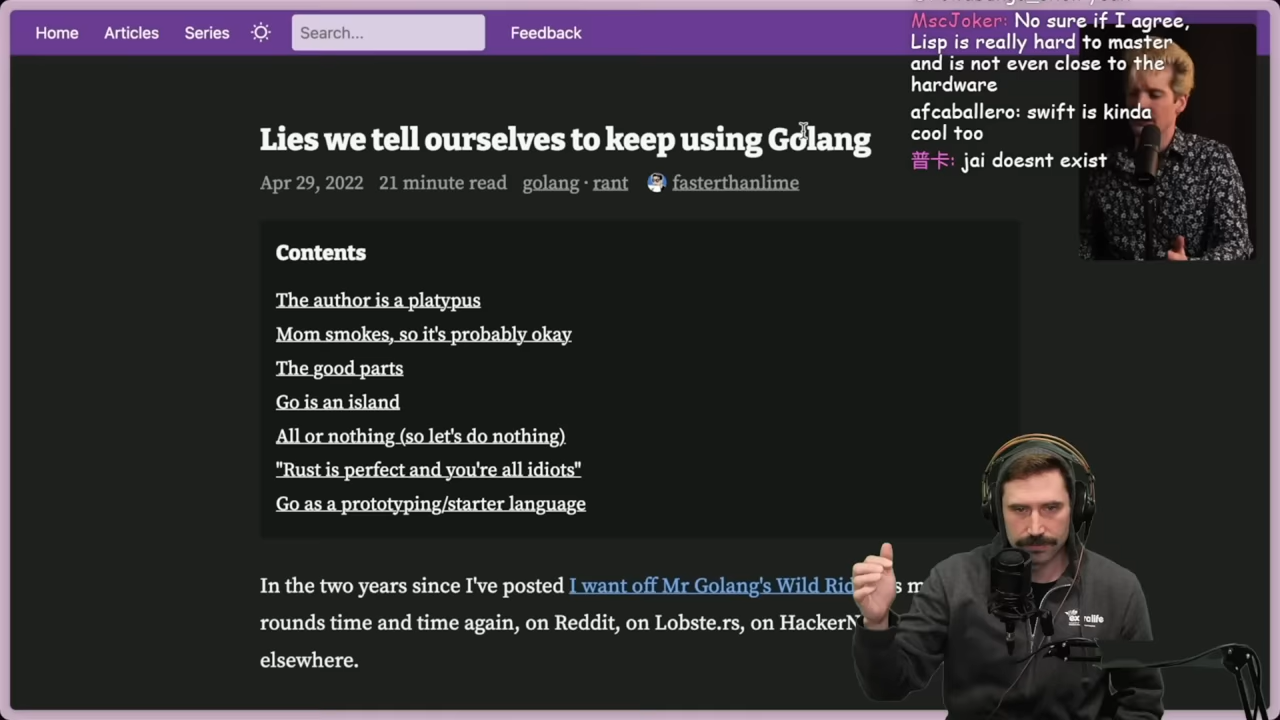 Home Articles Series Search... Feedback
MscJoker: No sure if I agree,
Lisp is really hard to master
and is not even close to the
hardware
afcaballero: swift is kinda
cool too
普卡: jai doesnt exist
Lies we tell ourselves to keep using Golang
Apr 29, 2022 21 minute read golang · rant fasterthanlime
Contents
The author is a platypus
Mom smokes, so it's probably okay
The good parts
Go is an island
All or nothing (so let's do nothing)
"Rust is perfect and you're all idiots"
Go as a prototyping/starter language
In the two years since I've posted I want off Mr Golang's Wild
rounds time and time again, on Reddit, on Lobste.rs, on
elsewhere.